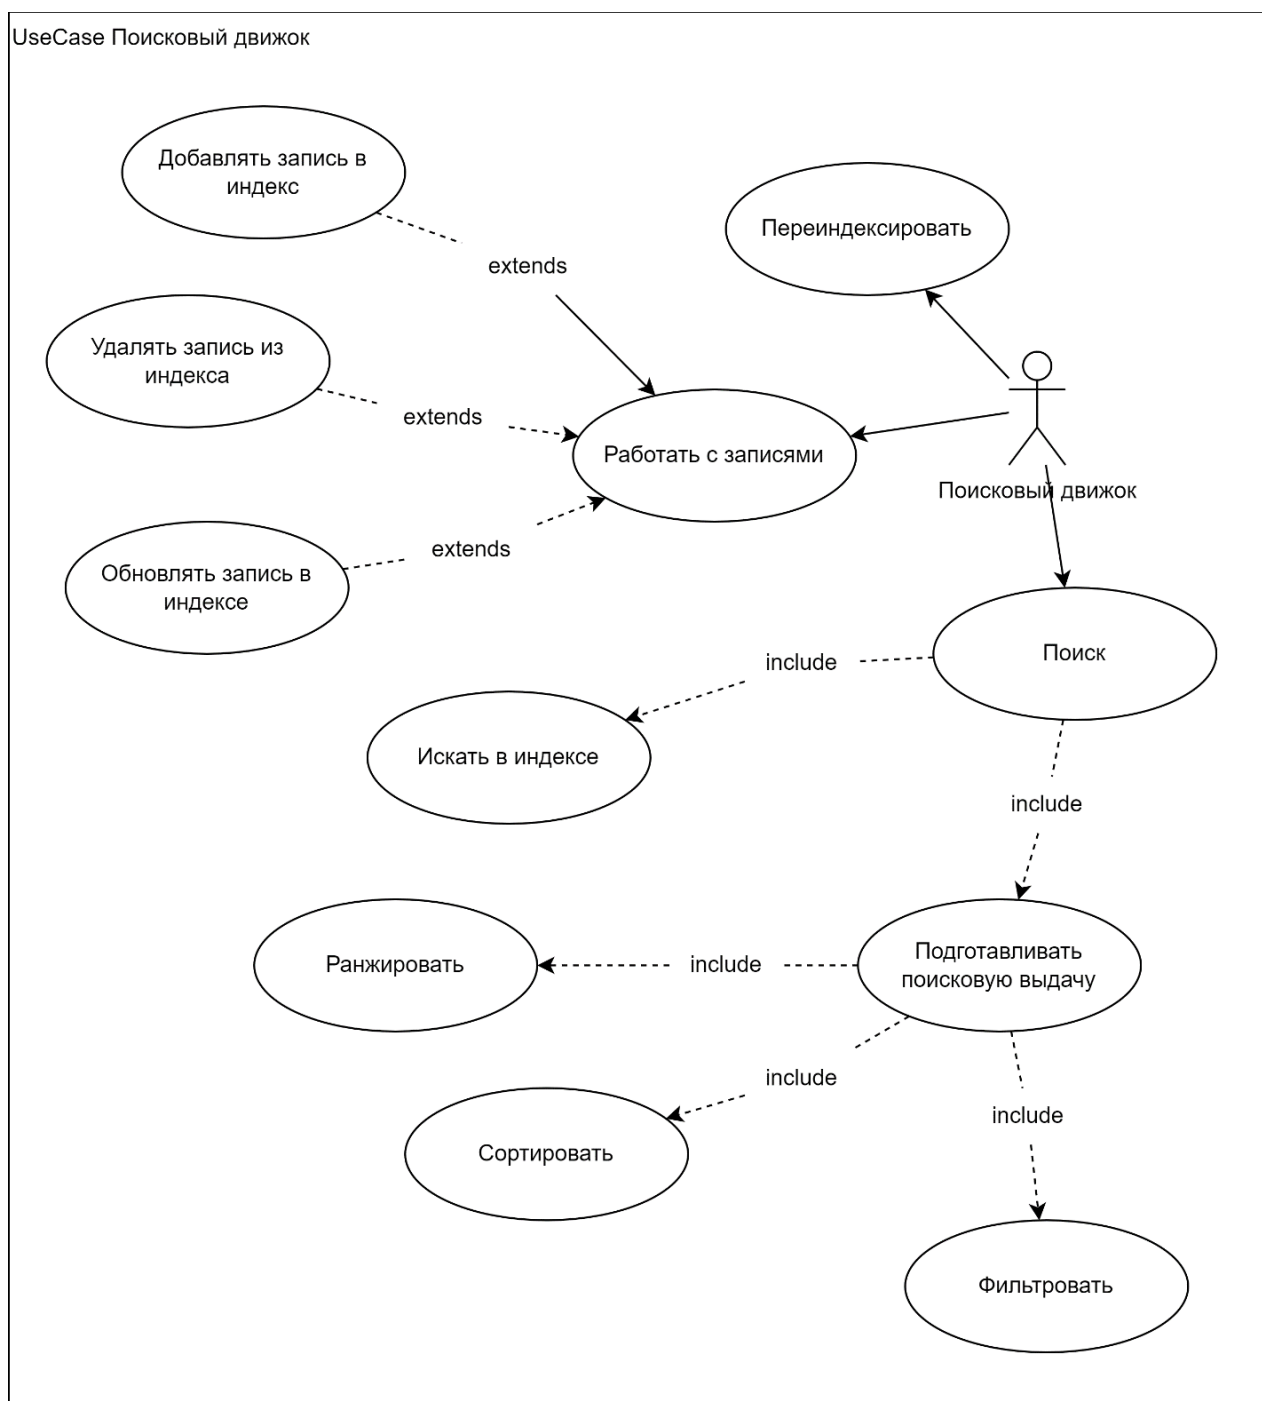 UseCase Поисковый движок
Добавлять запись в
индекс
Переиндексировать
extends
Удалять запись из
индекса
extends
Работать с записями
Поисковый движок
extends
Обновлять запись в
индексе
Поиск
include
Искать в индексе
include
Ранжировать
include
Подготавливать
поисковую выдачу
include
Сортировать
include
Фильтровать